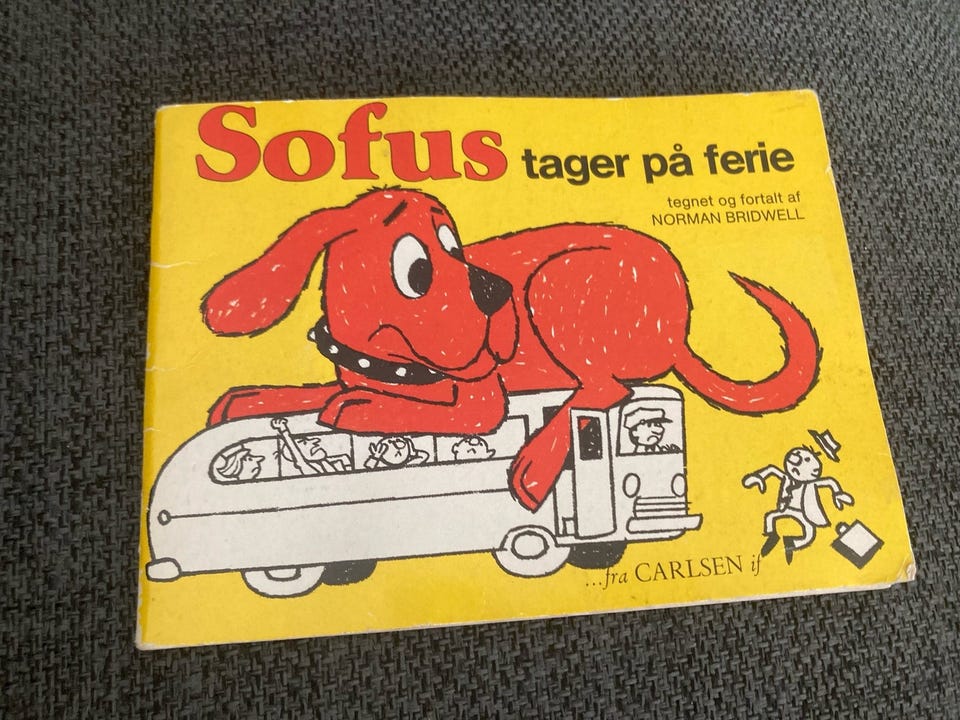 Sofus tager på ferie
tegnet og fortalt af
NORMAN BRIDWELL
...fra CARLSEN if